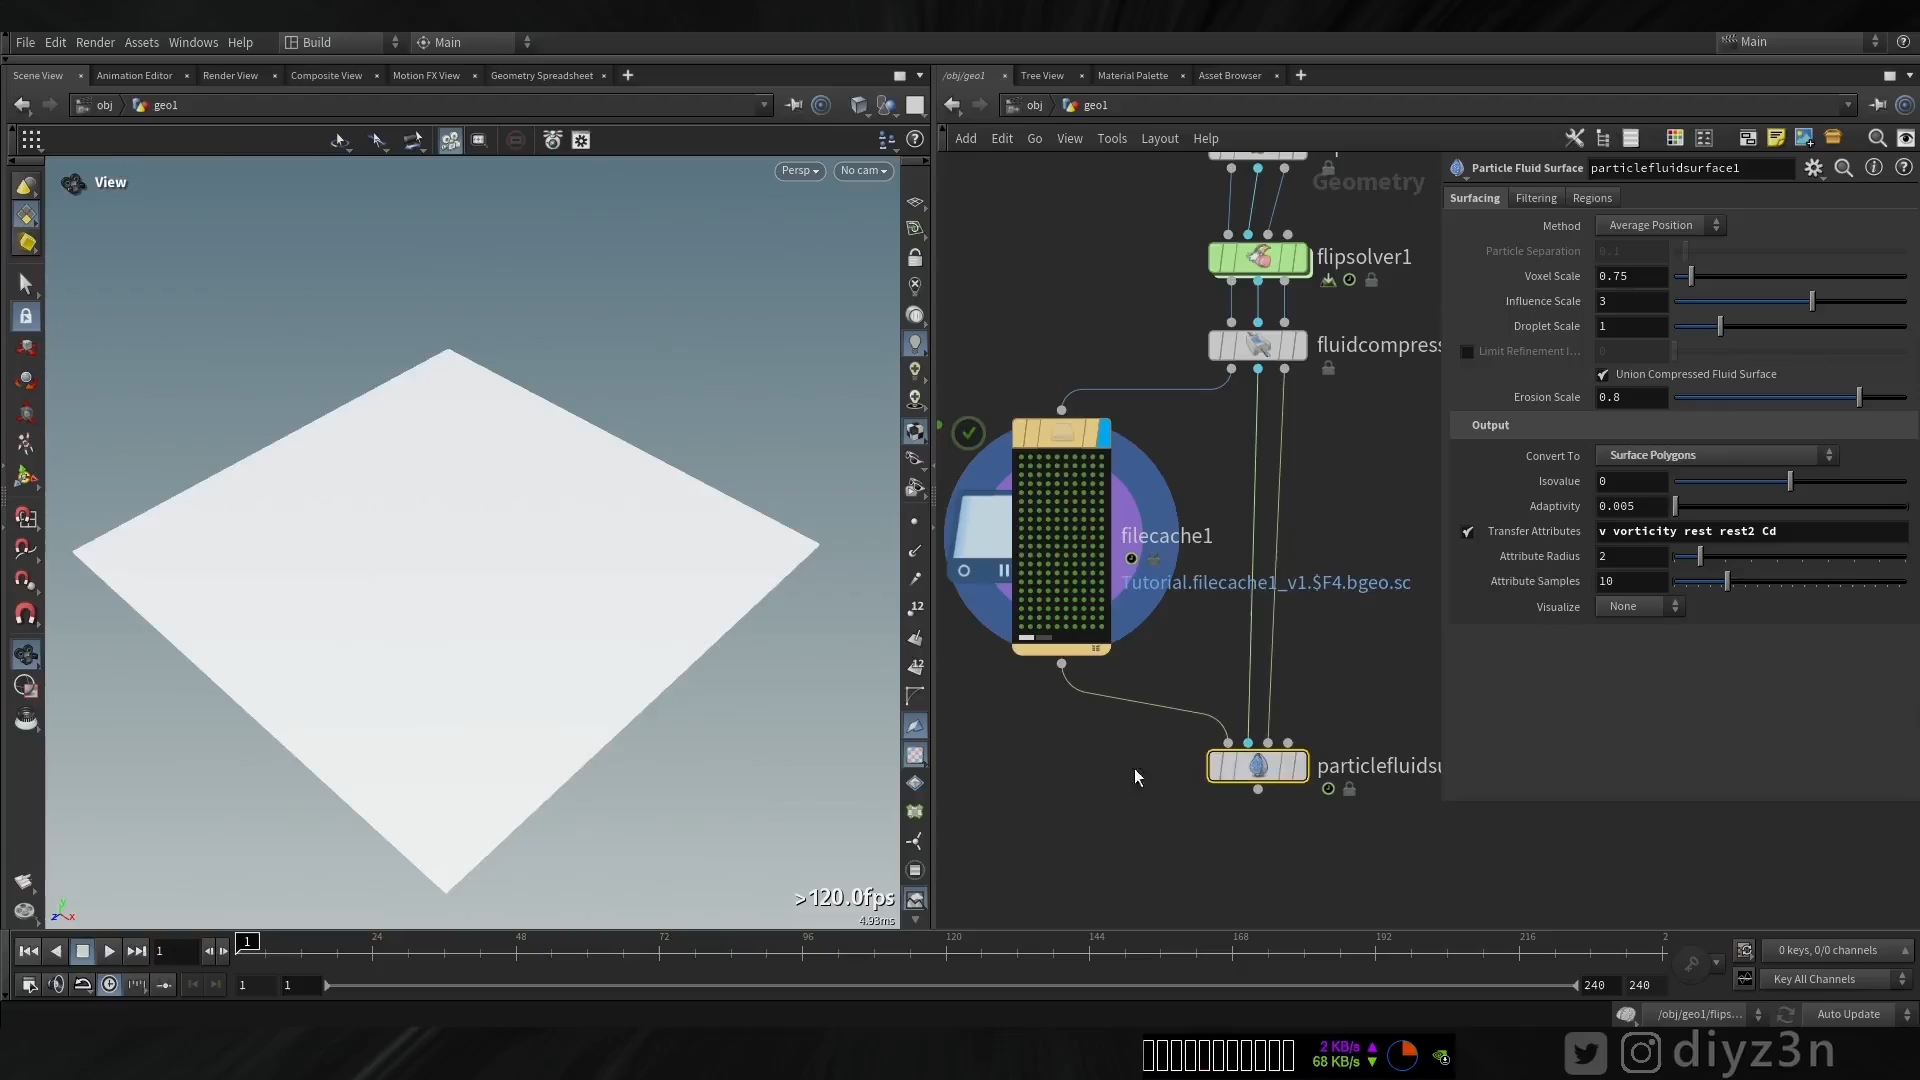 File Edit Render Assets Windows Help Build Main Main
Scene View Animation Editor Render View Composite View Motion FX View Geometry Spreadsheet
/obj/geo1 Tree View Material Palette Asset Browser
obj geo1
obj geo1
Add Edit Go View Tools Layout Help
View
Persp No cam
Geometry
flipsolver1
fluidcompress
filecache1
Tutorial.filecache1_v1.$F4.bgeo.sc
particlefluidsu
Particle Fluid Surface particlefluidsurface1
Surfacing Filtering Regions
Method Average Position
Particle Separation 0.1
Voxel Scale 0.75
Influence Scale 3
Droplet Scale 1
Limit Refinement I... 0
Union Compressed Fluid Surface
Erosion Scale 0.8
Output
Convert To Surface Polygons
Isovalue 0
Adaptivity 0.005
Transfer Attributes v vorticity rest rest2 Cd
Attribute Radius 2
Attribute Samples 10
Visualize None
12
12
>120.0fps
4.93ms
z x y
1 1 24 48 72 96 120 144 168 192 216 2
0 keys, 0/0 channels
1 1 240 240
Key All Channels
/obj/geo1/flips... Auto Update
2 KB/s
68 KB/s
diyz3n